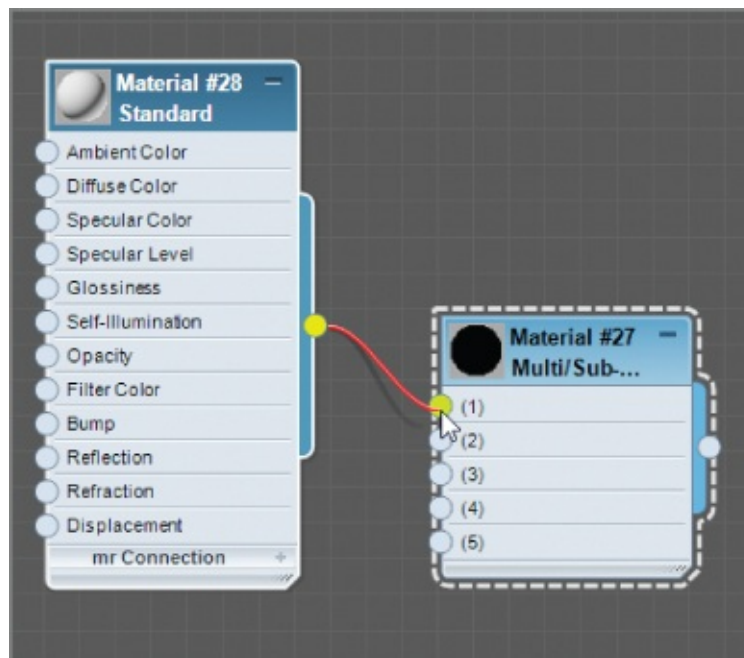 Material #28
Standard
Ambient Color
Diffuse Color
Specular Color
Specular Level
Glossiness
Self-Illumination
Opacity
Filter Color
Bump
Reflection
Refraction
Displacement
mr Connection
Material #27
Multi/Sub-...
(1)
(2)
(3)
(4)
(5)